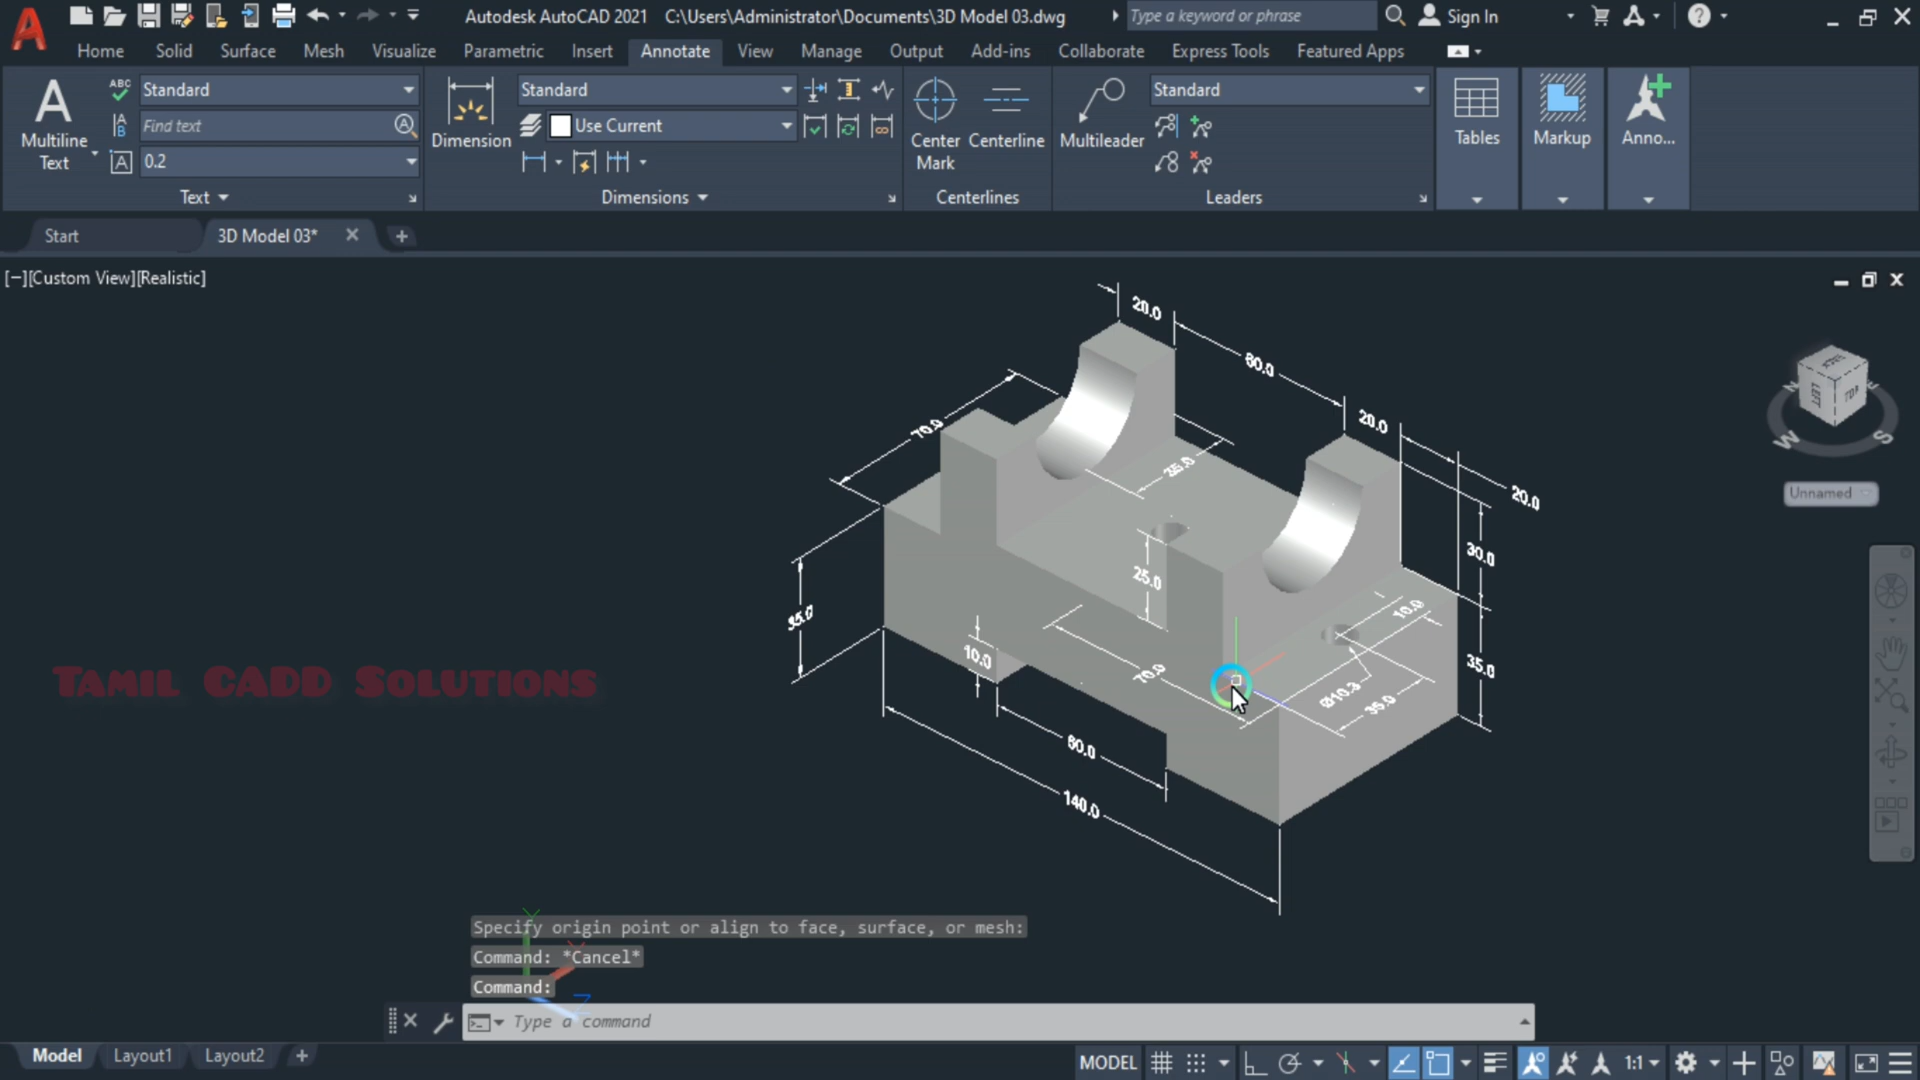 Autodesk AutoCAD 2021 C:\Users\Administrator\Documents\3D Model 03.dwg
Type a keyword or phrase
Sign In
Home Solid Surface Mesh Visualize Parametric Insert Annotate View Manage Output Add-ins Collaborate Express Tools Featured Apps
Multiline Text
Standard
Find text
0.2
Text
Dimension
Standard
Use Current
Dimensions
Center Mark
Centerline
Centerlines
Multileader
Standard
Leaders
Tables
Markup
Anno...
Start
3D Model 03*
[−][Custom View][Realistic]
20.0
60.0
20.0
20.0
70.0
35.0
30.0
25.0
35.0
10.0
10.0
70.0
Ø10.3
35.0
35.0
60.0
140.0
LEFT
TOP
W
S
Unnamed
TAMIL CADD SOLUTIONS
Specify origin point or align to face, surface, or mesh:
Command: *Cancel*
Command:
Type a command
Model Layout1 Layout2
MODEL
1:1